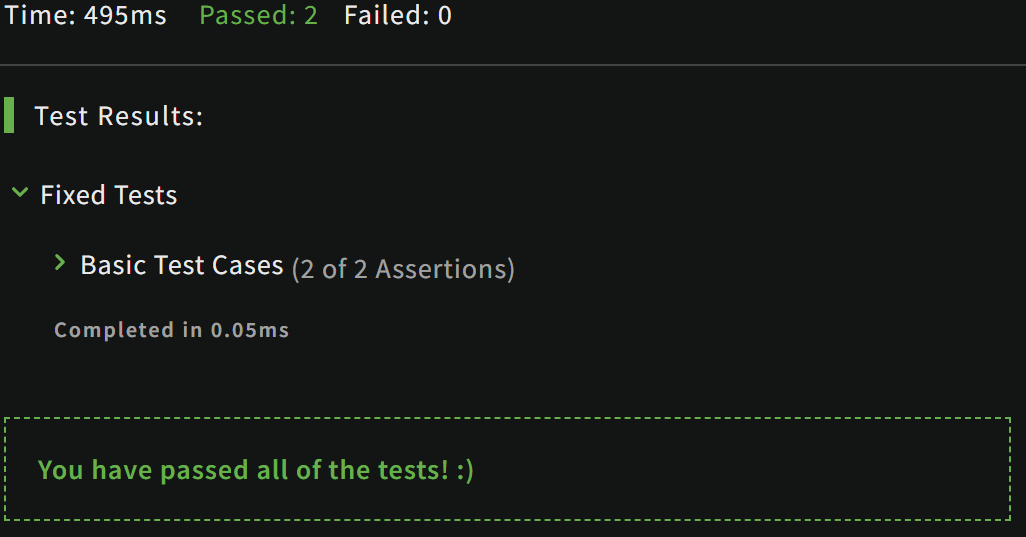 Time: 495ms Passed: 2 Failed: 0
Test Results:
Fixed Tests
Basic Test Cases (2 of 2 Assertions)
Completed in 0.05ms
You have passed all of the tests! :)